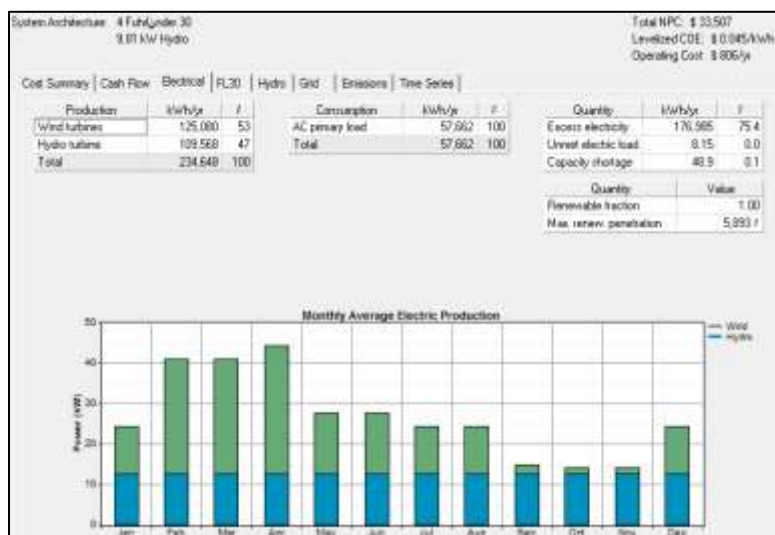 System Architecture: 4 Fuhrländer 30
9.81 kW Hydro
Total NPC: $ 33,507
Levelized COE: $ 0.045/kWh
Operating Cost: $ 806/yr
Cost Summary Cash Flow Electrical FL30 Hydro Grid Emissions Time Series
Production kWh/yr %
Wind turbines 125,080 53
Hydro turbine 109,568 47
Total 234,648 100
Consumption kWh/yr %
AC primary load 57,662 100
Total 57,662 100
Quantity kWh/yr %
Excess electricity 176,985 75.4
Unmet electric load 8.15 0.0
Capacity shortage 48.9 0.1
Quantity Value
Renewable fraction 1.00
Max. renew. penetration 5,893 %
Monthly Average Electric Production
Wind
Hydro
Power (kW)
50
40
30
20
10
0
Jan Feb Mar Apr May Jun Jul Aug Sep Oct Nov Dec